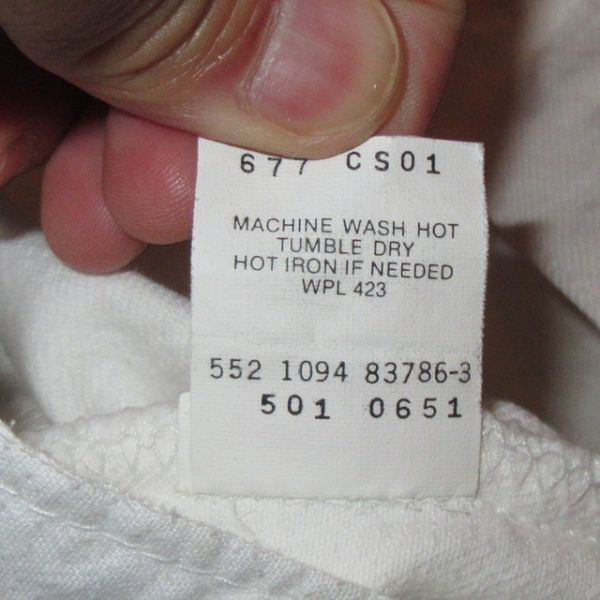 677 CS01
MACHINE WASH HOT
TUMBLE DRY
HOT IRON IF NEEDED
WPL 423
552 1094 83786-3
501 0651